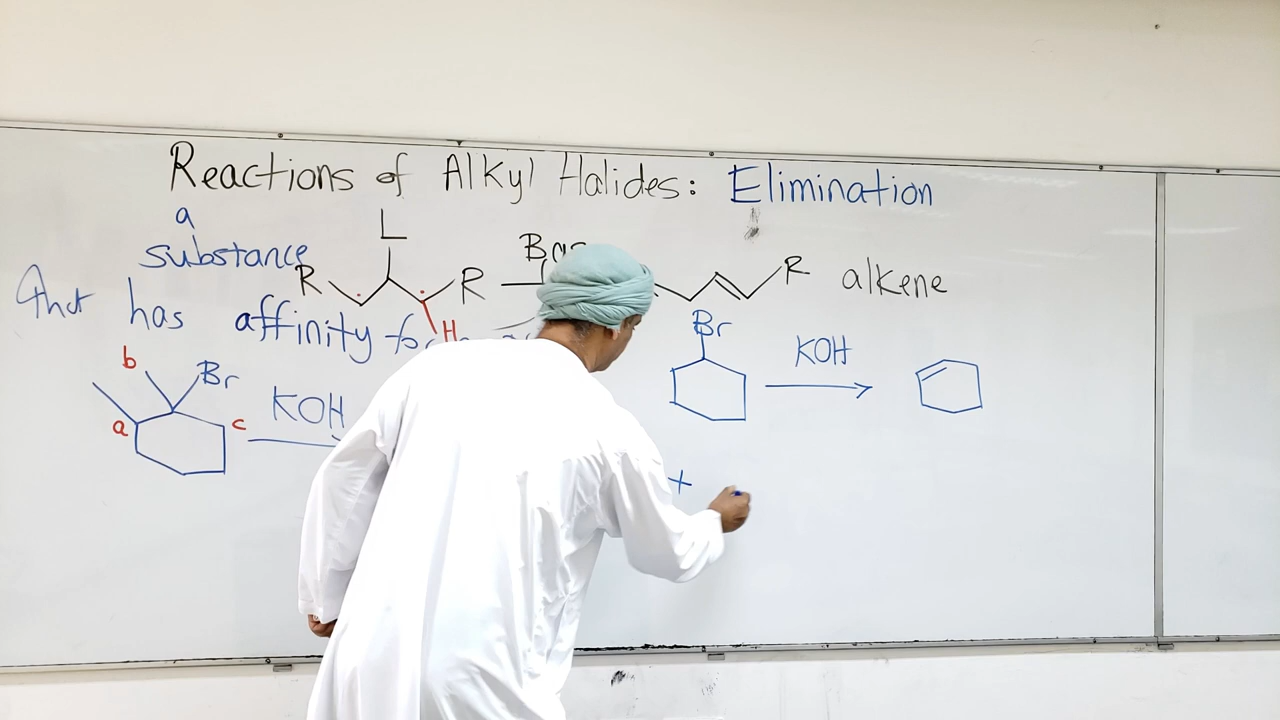 Reactions of Alkyl Halides: Elimination
a
substance
that has affinity
L
R R
H
R alkene
b
Br
a
c
KOH
Br
KOH
+